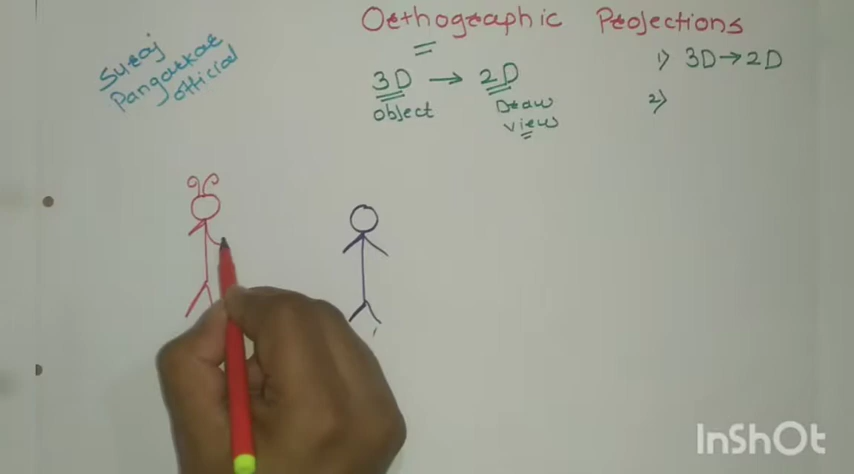 Orthographic Projections
Suraj
Pangarkar
official
3D → 2D
object
Draw
view
1) 3D → 2D
2)
InShOt